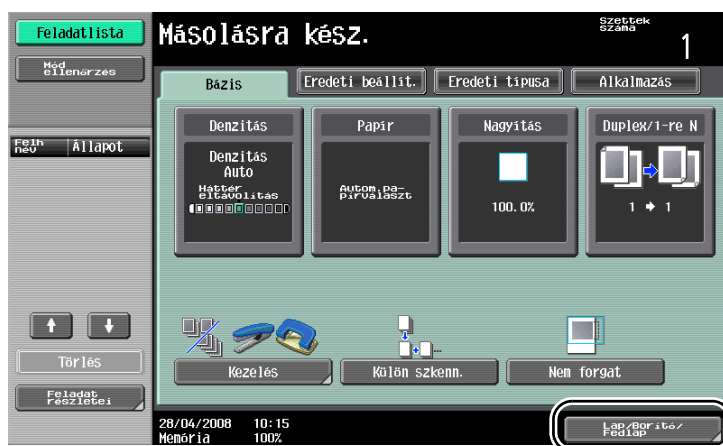 Feladatlista
Mód
ellenőrzés
Felh
név
Állapot
Törlés
Feladat
részletei
Másolásra kész.
Szettek
száma
1
Bázis
Eredeti beállít.
Eredeti típusa
Alkalmazás
Denzitás
Denzitás
Auto
Háttér
eltávolítás
Papír
Autom.pa-
pírválaszt
Nagyítás
100.0%
Duplex/1-re N
1 → 1
Kezelés
Külön szkenn.
Nem forgat
28/04/2008 10:15
Memória 100%
Lap/Borító/
Fedlap